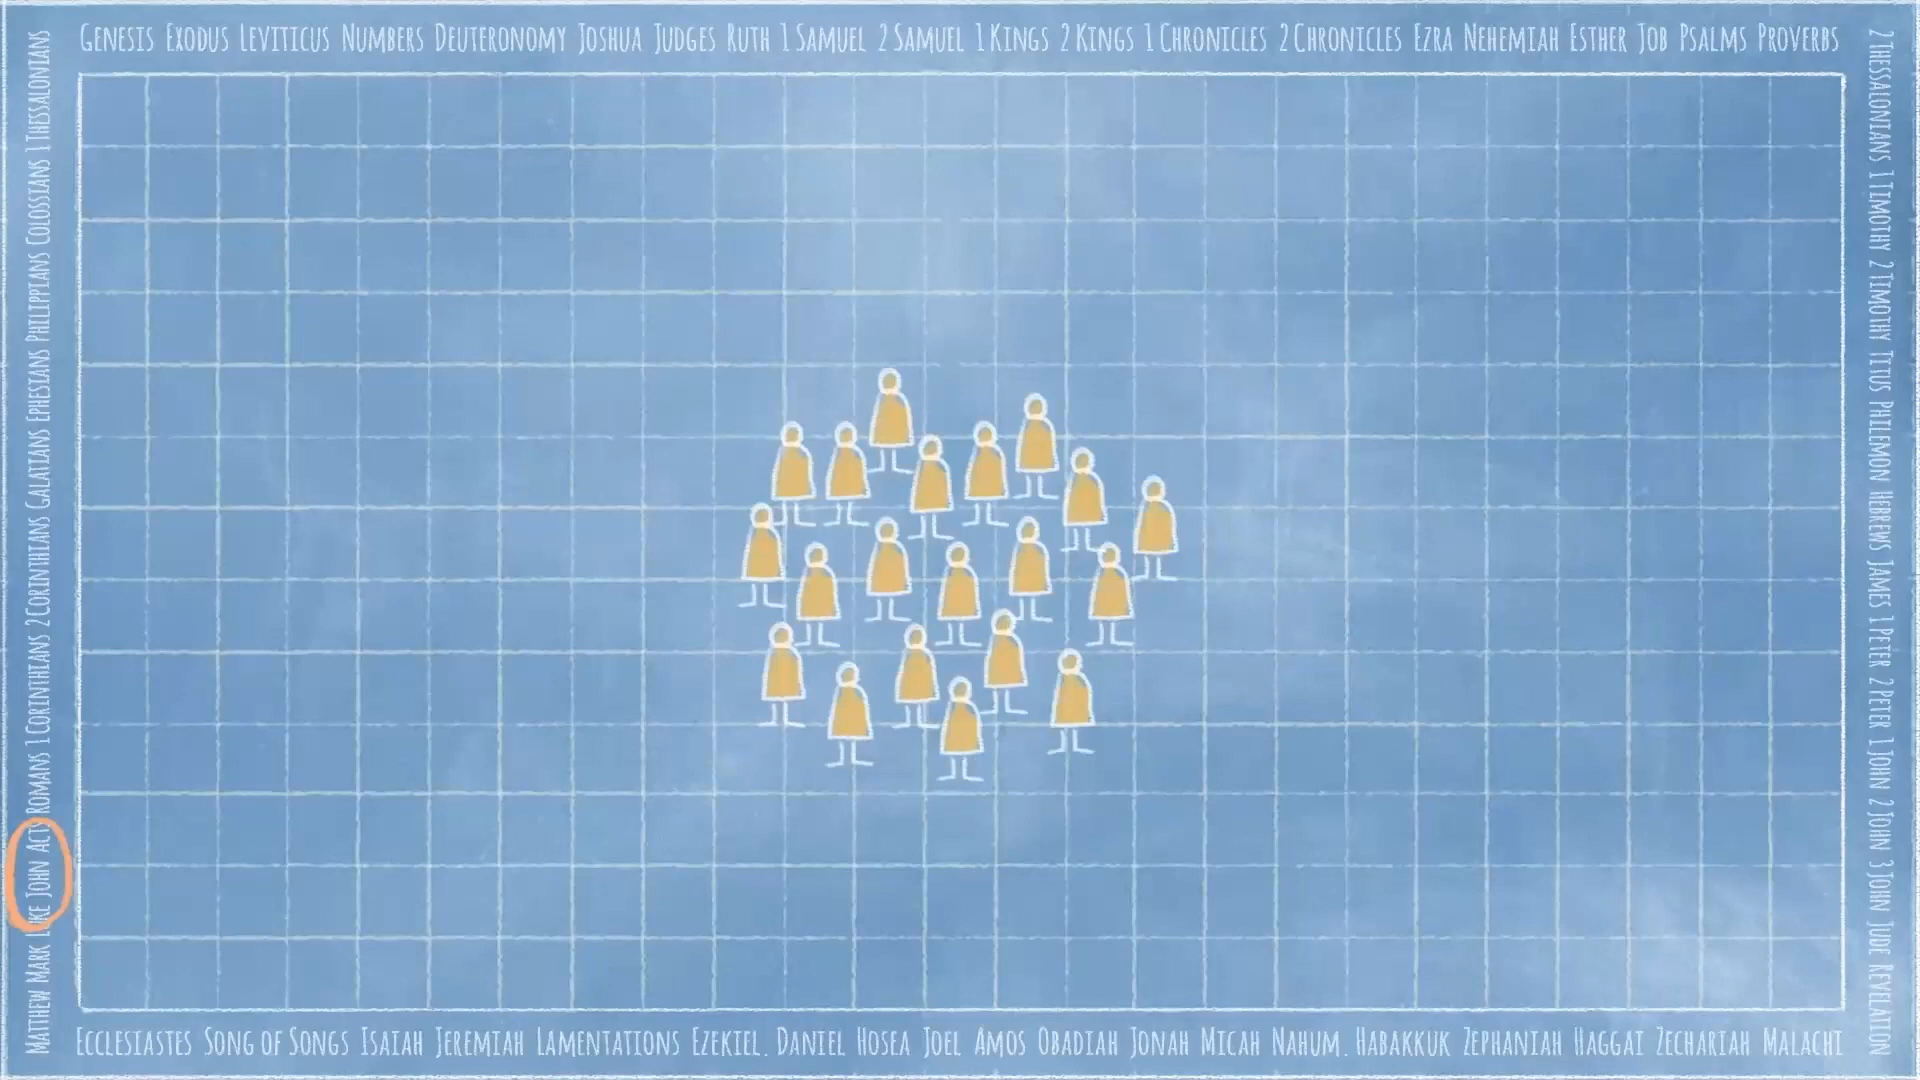 Genesis Exodus Leviticus Numbers Deuteronomy Joshua Judges Ruth 1 Samuel 2 Samuel 1 Kings 2 Kings 1 Chronicles 2 Chronicles Ezra Nehemiah Esther Job Psalms Proverbs
Ecclesiastes Song of Songs Isaiah Jeremiah Lamentations Ezekiel. Daniel Hosea Joel Amos Obadiah Jonah Micah Nahum. Habakkuk Zephaniah Haggai Zechariah Malachi
Matthew Mark Luke John Acts Romans 1 Corinthians 2 Corinthians Galatians Ephesians Philippians Colossians 1 Thessalonians
2 Thessalonians 1 Timothy 2 Timothy Titus Philemon Hebrews James 1 Peter 2 Peter 1 John 2 John 3 John Jude Revelation